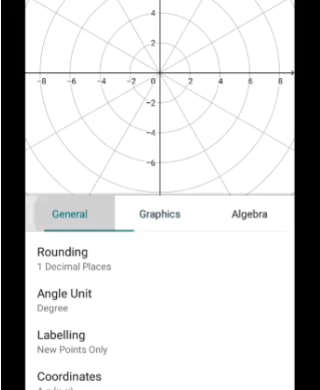 4
2
-8 -6 -4 -2 0 2 4 6 8
-2
-4
-6
General Graphics Algebra
Rounding
1 Decimal Places
Angle Unit
Degree
Labelling
New Points Only
Coordinates